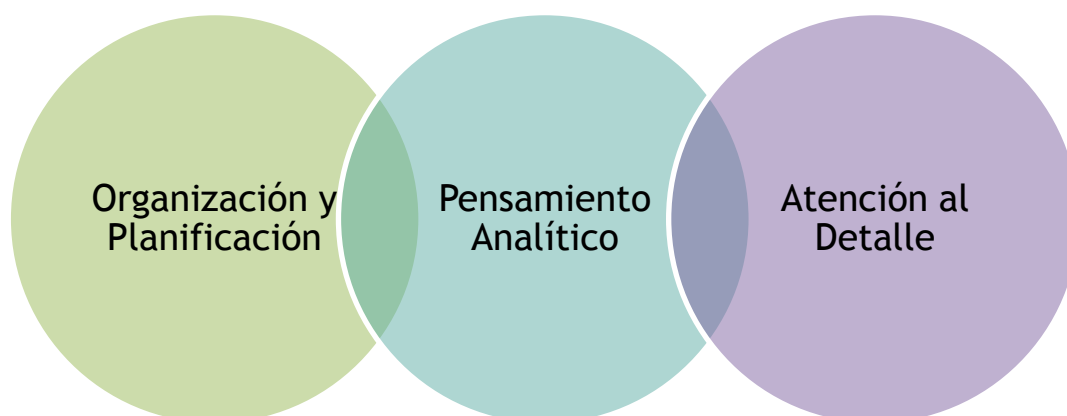 Organización y
Planificación
Pensamiento
Analítico
Atención al
Detalle